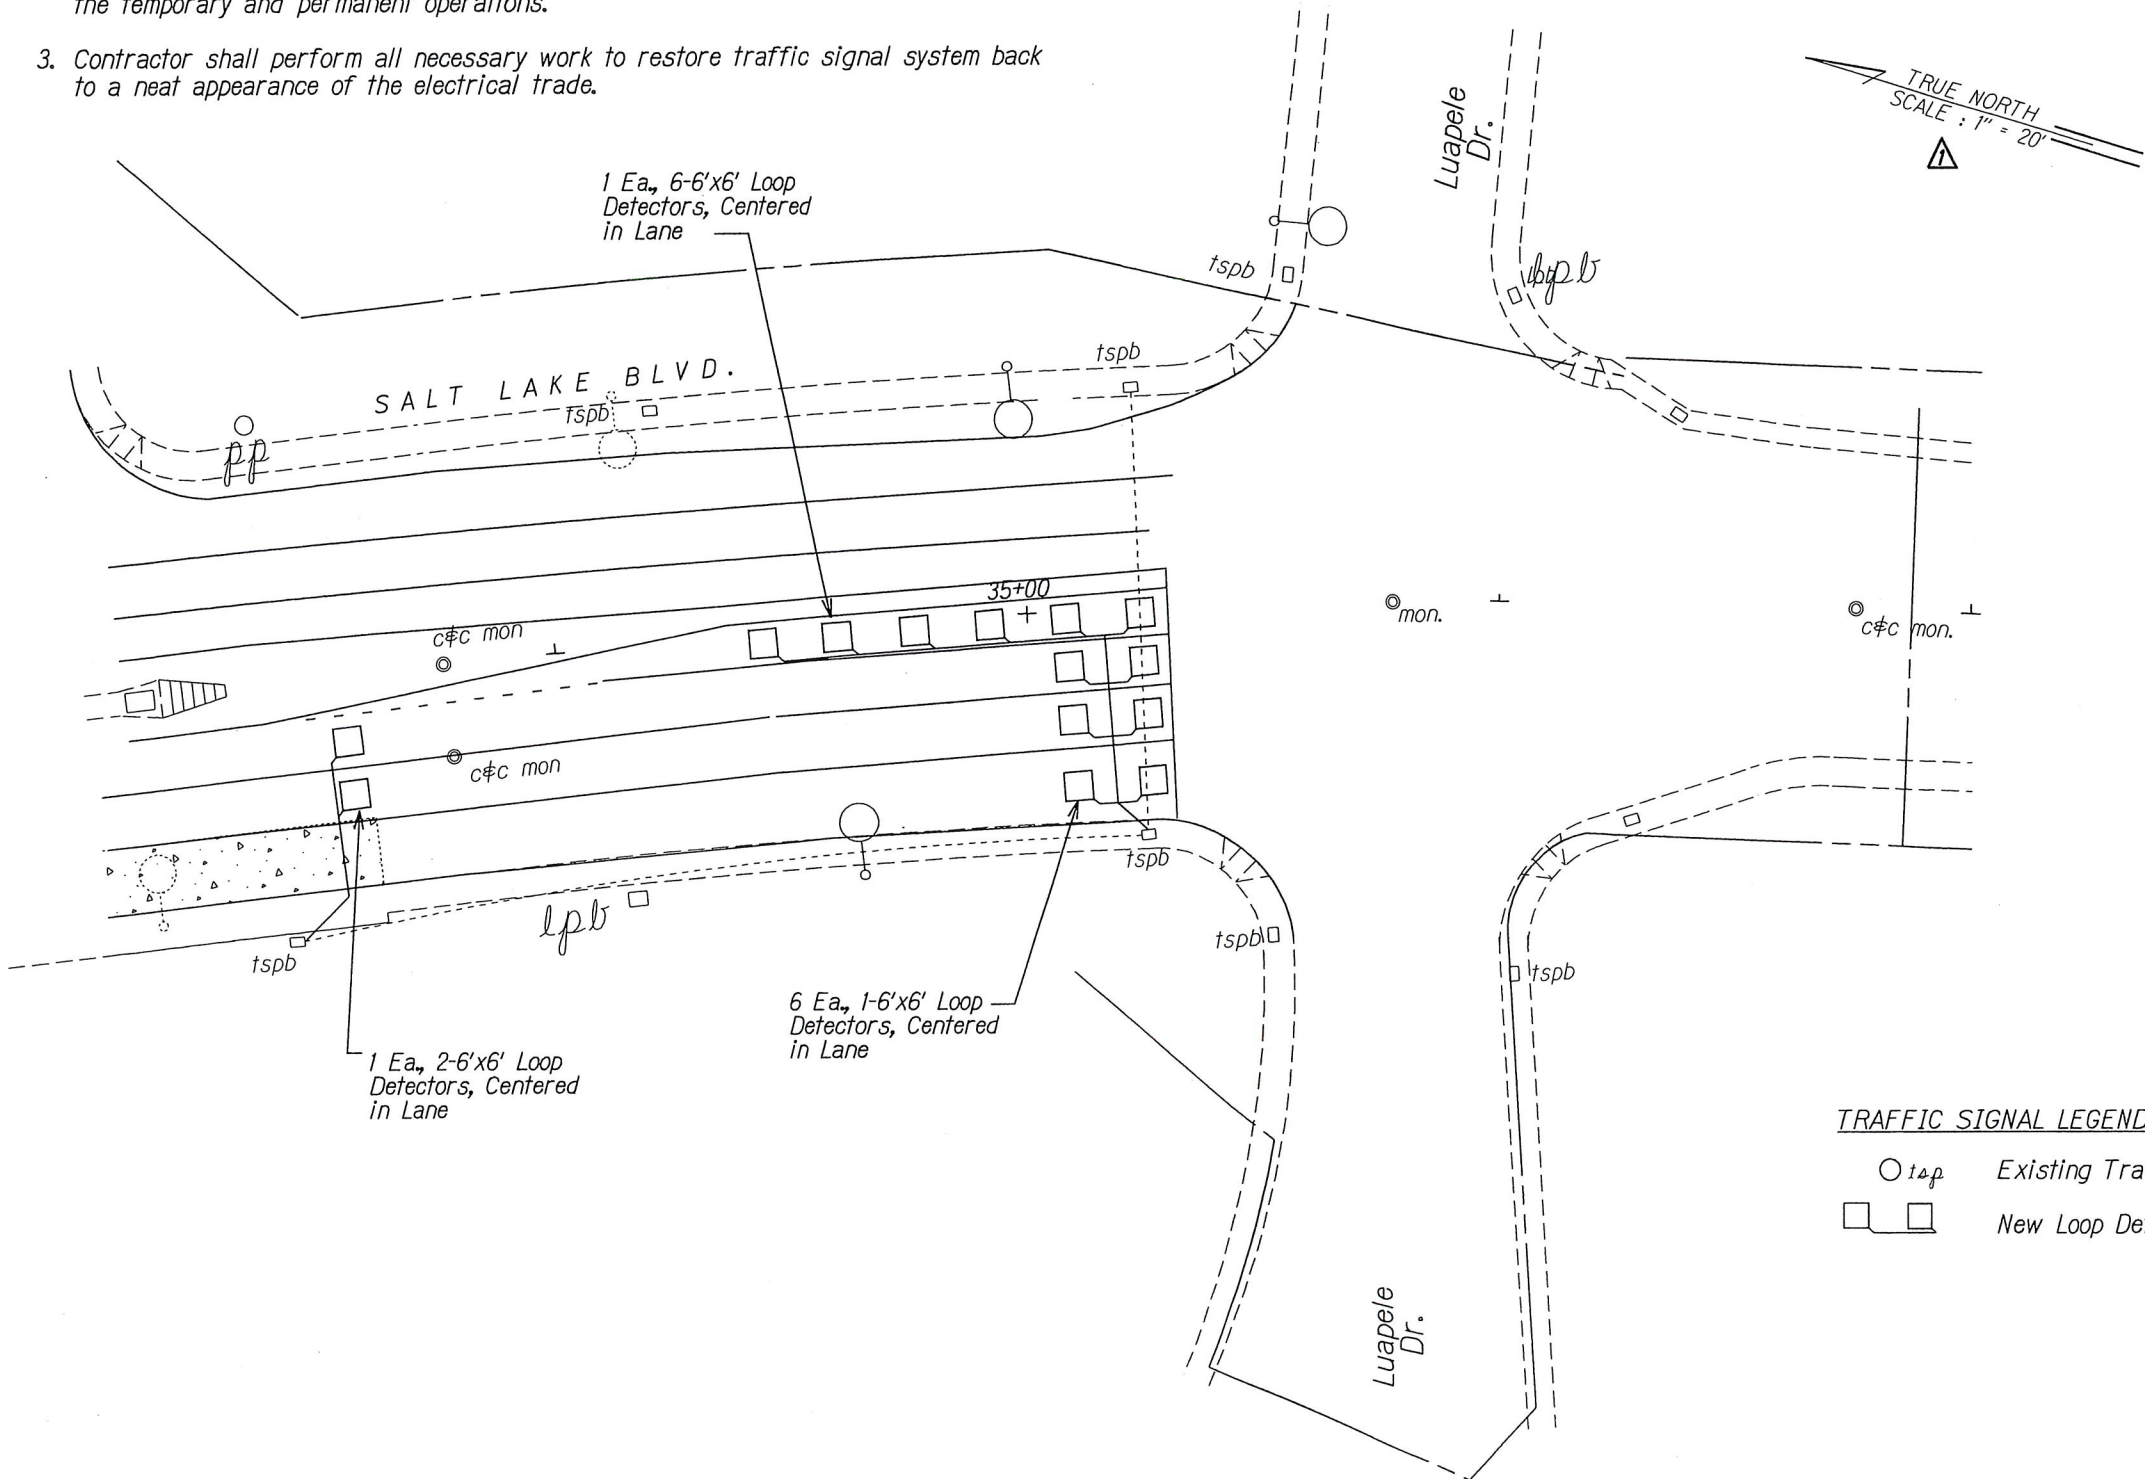 the temporary and permanent operations.
3. Contractor shall perform all necessary work to restore traffic signal system back
to a neat appearance of the electrical trade.
TRUE NORTH
SCALE : 1" = 20'
1
Luapele
Dr.
1 Ea., 6-6'x6' Loop
Detectors, Centered
in Lane
tspb
tspb
SALT LAKE BLVD.
tspb
pp
35+00
c&c mon
mon.
c&c mon.
c&c mon
tspb
lpb
tspb
tspb
tspb
6 Ea., 1-6'x6' Loop
Detectors, Centered
in Lane
1 Ea., 2-6'x6' Loop
Detectors, Centered
in Lane
Luapele
Dr.
TRAFFIC SIGNAL LEGEND
tsp Existing Tra
New Loop De